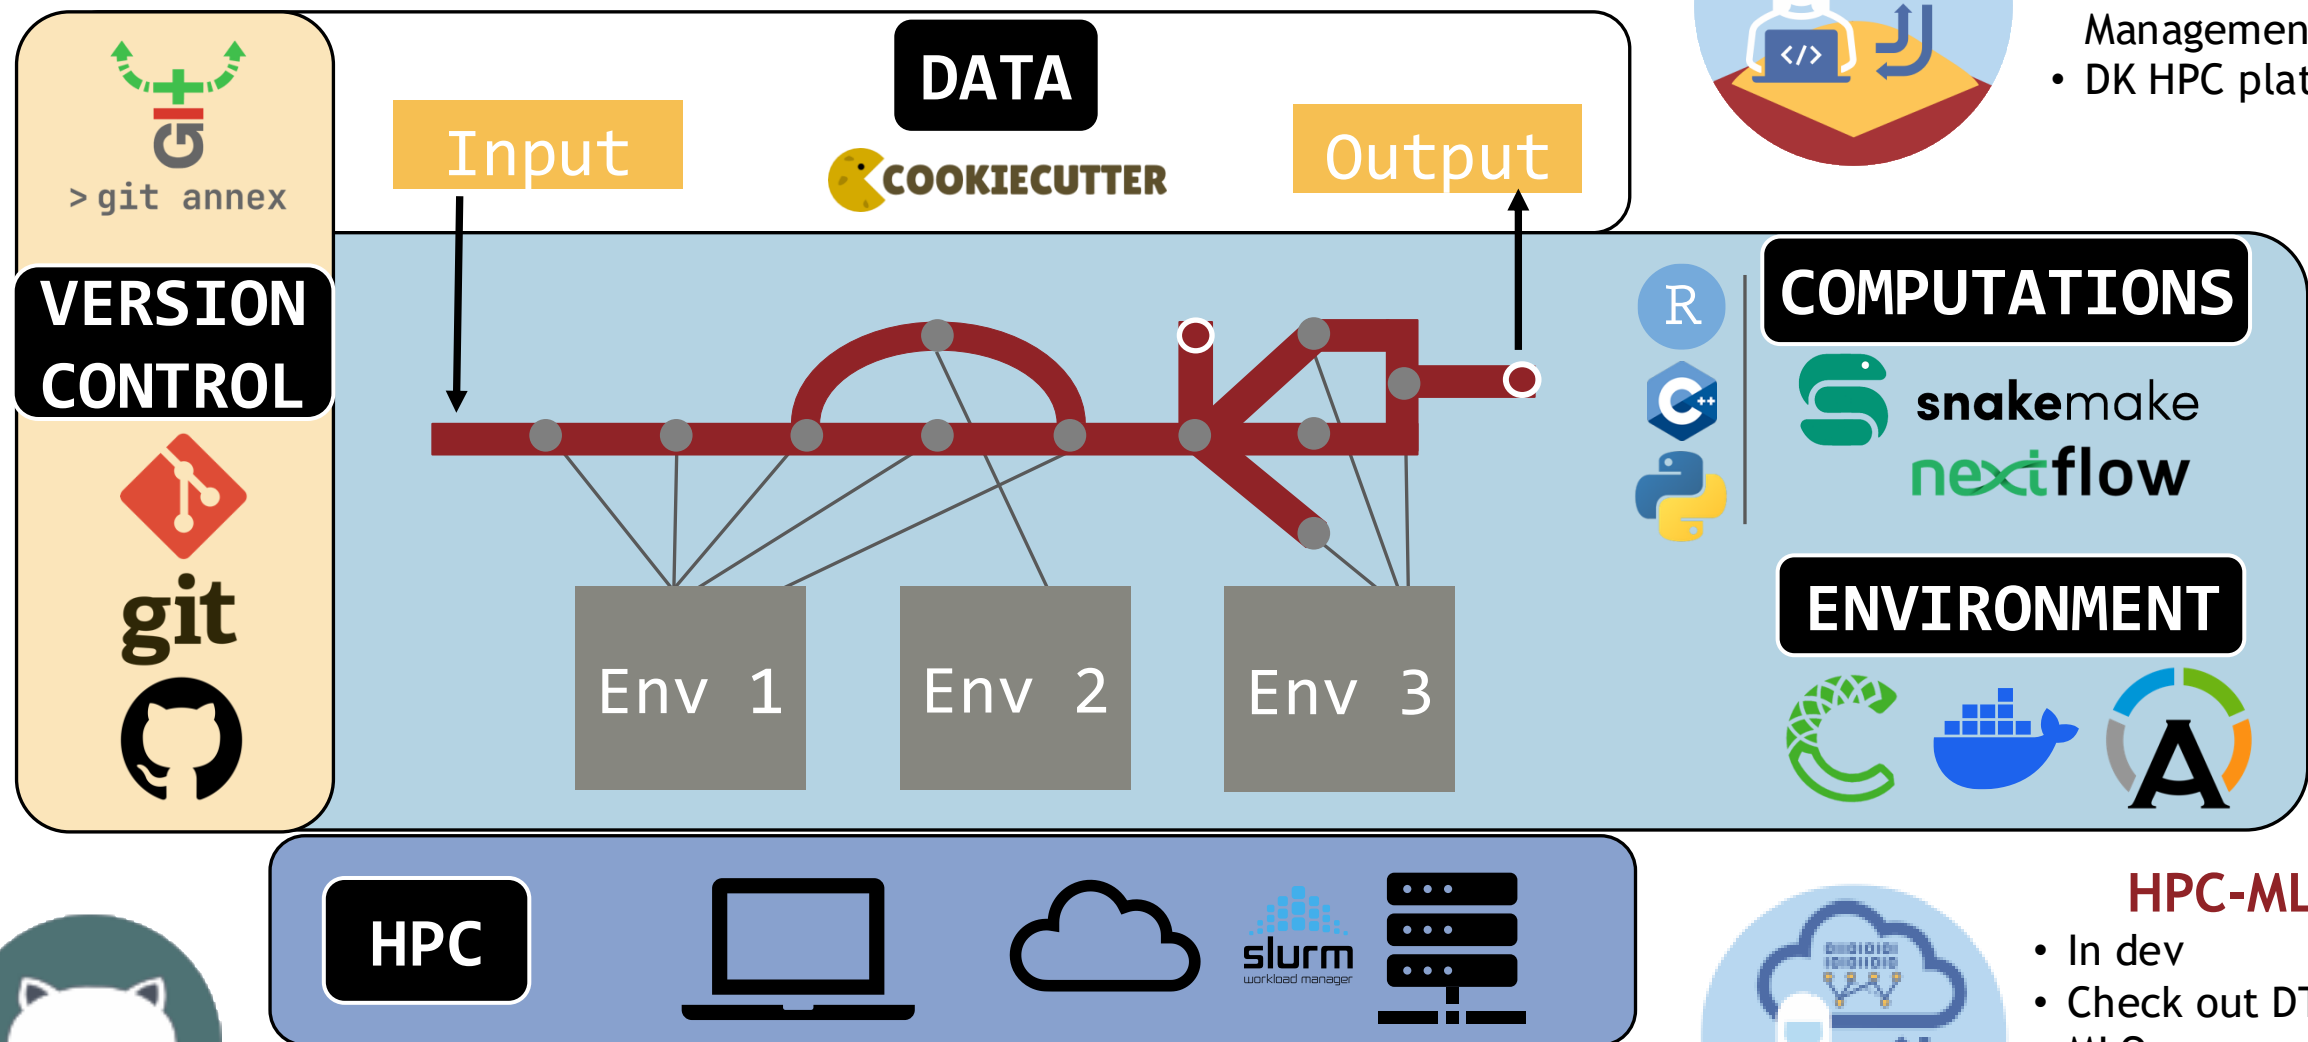 Managemen
• DK HPC plat
GIT
> git annex
DATA
Input
COOKIECUTTER
Output
VERSION
CONTROL
git
R
C++
COMPUTATIONS
snakemake
nextflow
ENVIRONMENT
Env 1
Env 2
Env 3
A
HPC
slurm
workload manager
</>
HPC-ML
• In dev
• Check out DT